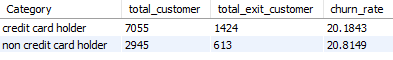 Category total_customer total_exit_customer churn_rate
credit card holder 7055 1424 20.1843
non credit card holder 2945 613 20.8149